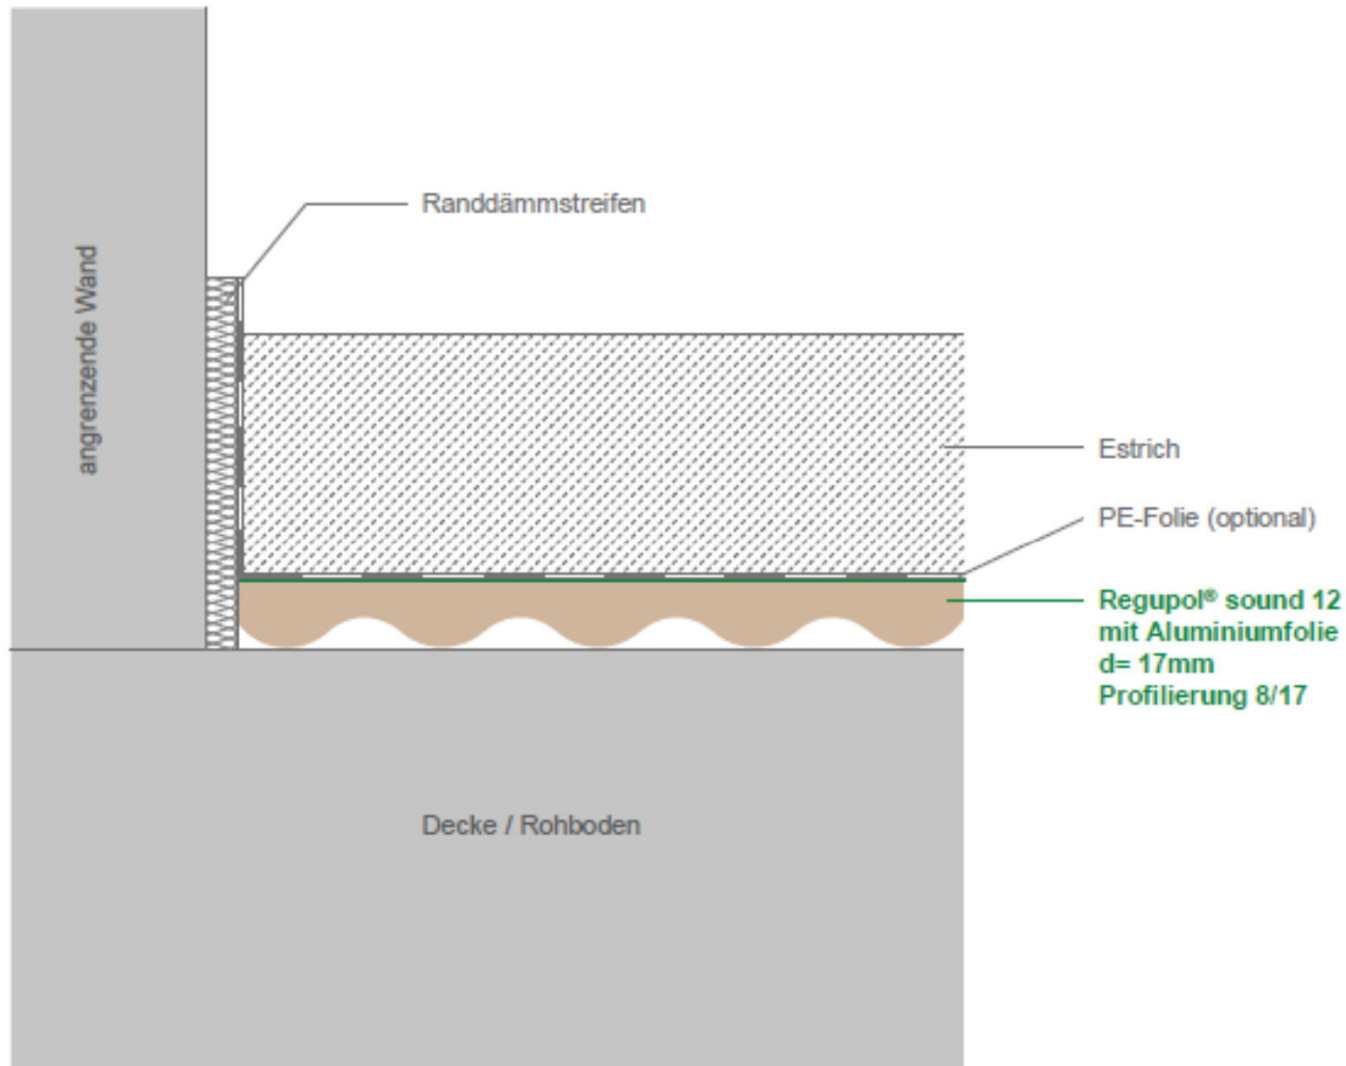 Randdämmstreifen
angrenzende Wand
Estrich
PE-Folie (optional)
Regupol® sound 12
mit Aluminiumfolie
d= 17mm
Profilierung 8/17
Decke / Rohboden